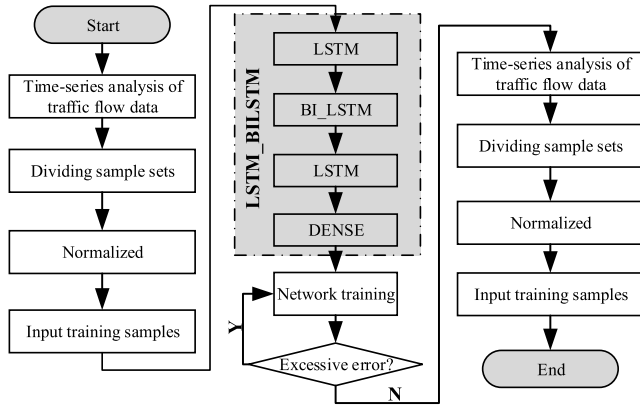 Start
Time-series analysis of
traffic flow data
Dividing sample sets
Normalized
Input training samples
LSTM_BILSTM
LSTM
BI_LSTM
LSTM
DENSE
Network training
Y
Excessive error?
N
Time-series analysis of
traffic flow data
Dividing sample sets
Normalized
Input training samples
End